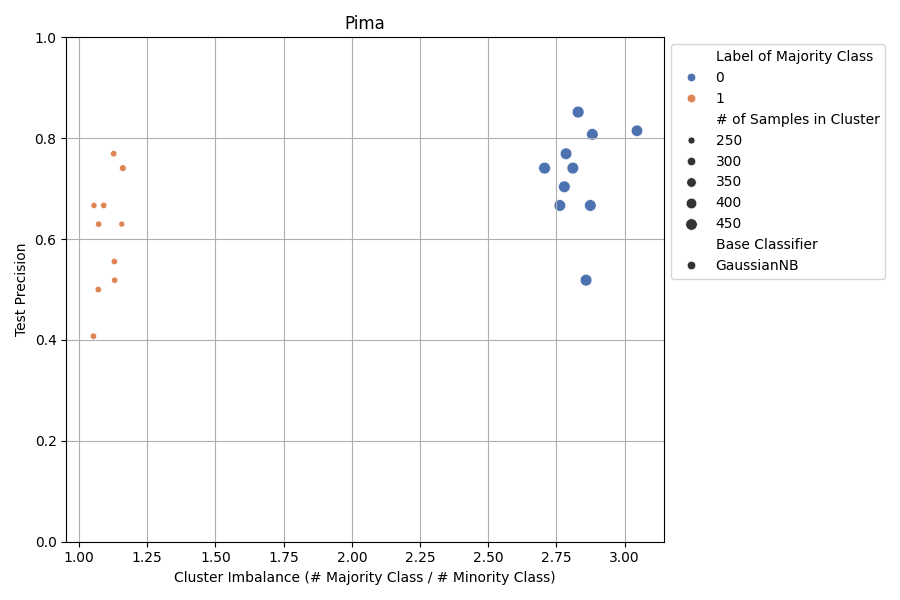 Pima
Test Precision
1.0
0.8
0.6
0.4
0.2
0.0
1.00 1.25 1.50 1.75 2.00 2.25 2.50 2.75 3.00
Cluster Imbalance (# Majority Class / # Minority Class)
Label of Majority Class
0
1
# of Samples in Cluster
250
300
350
400
450
Base Classifier
GaussianNB